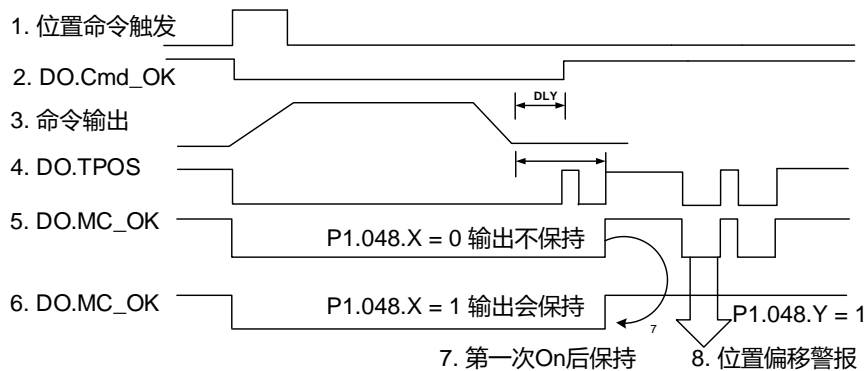 1. 位置命令触发
2. DO.Cmd_OK
DLY
3. 命令输出
4. DO.TPOS
5. DO.MC_OK
P1.048.X = 0 输出不保持
6. DO.MC_OK
P1.048.X = 1 输出会保持
7
P1.048.Y = 1
7. 第一次On后保持
8. 位置偏移警报